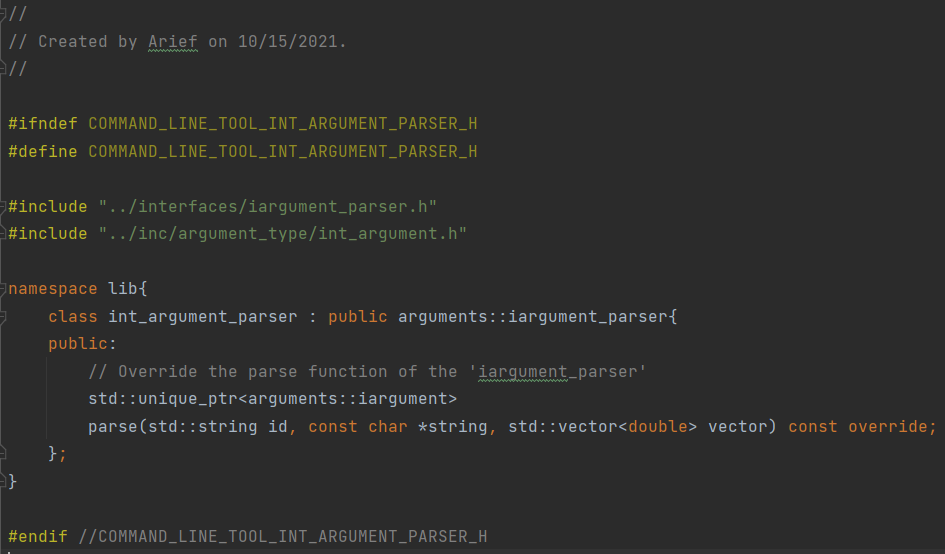 //
// Created by Arief on 10/15/2021.
//
#ifndef COMMAND_LINE_TOOL_INT_ARGUMENT_PARSER_H
#define COMMAND_LINE_TOOL_INT_ARGUMENT_PARSER_H
#include "../interfaces/iargument_parser.h"
#include "../inc/argument_type/int_argument.h"
namespace lib{
    class int_argument_parser : public arguments::iargument_parser{
    public:
        // Override the parse function of the 'iargument_parser'
        std::unique_ptr<arguments::iargument>
        parse(std::string id, const char *string, std::vector<double> vector) const override;
    };
}
#endif //COMMAND_LINE_TOOL_INT_ARGUMENT_PARSER_H